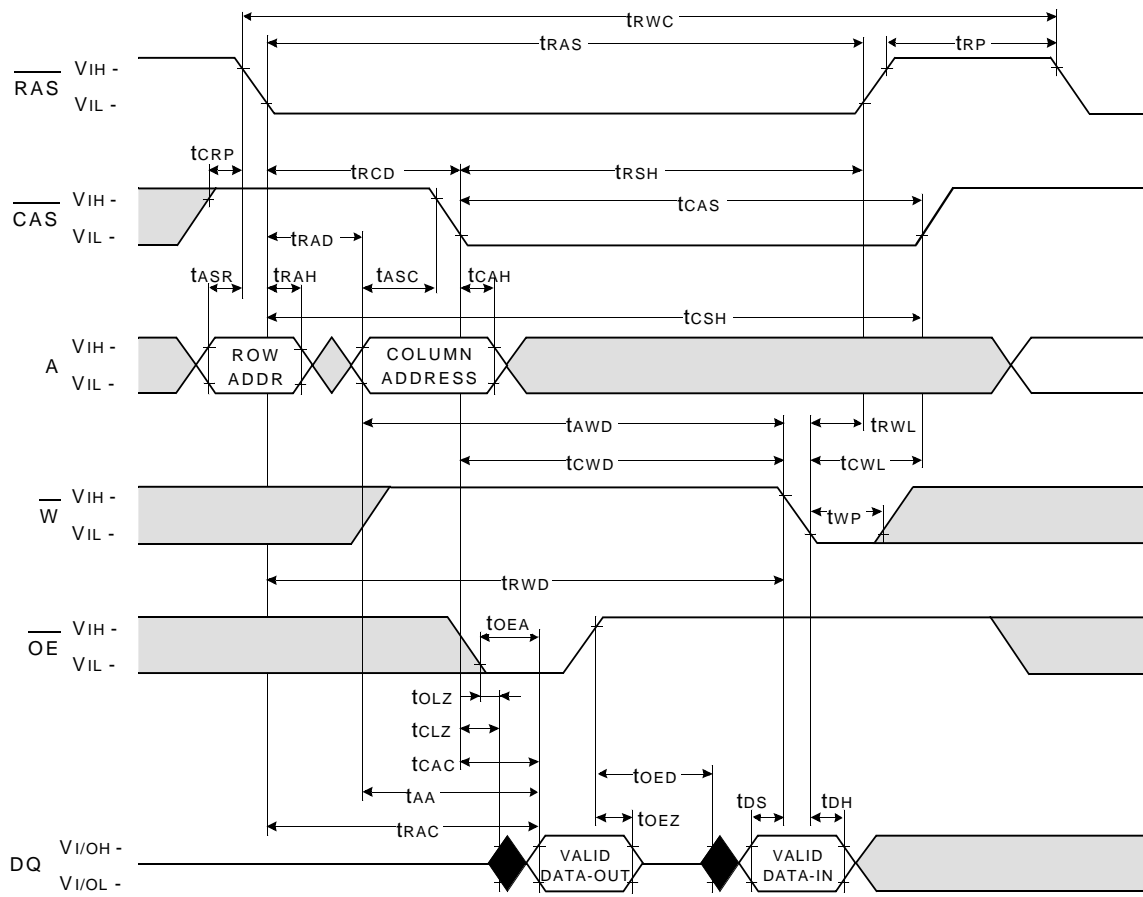 tRWC
tRAS
tRP
RAS
VIH -
VIL -
tCRP
tRCD
tRSH
CAS
VIH -
VIL -
tCAS
tRAD
tASR
tRAH
tASC
tCAH
tCSH
A
VIH -
VIL -
ROW
ADDR
COLUMN
ADDRESS
tAWD
tRWL
tCWD
tCWL
W
VIH -
VIL -
tWP
tRWD
OE
VIH -
VIL -
tOEA
tOLZ
tCLZ
tCAC
tOED
tAA
tDS
tDH
tOEZ
tRAC
DQ
VI/OH -
VI/OL -
VALID
DATA-OUT
VALID
DATA-IN